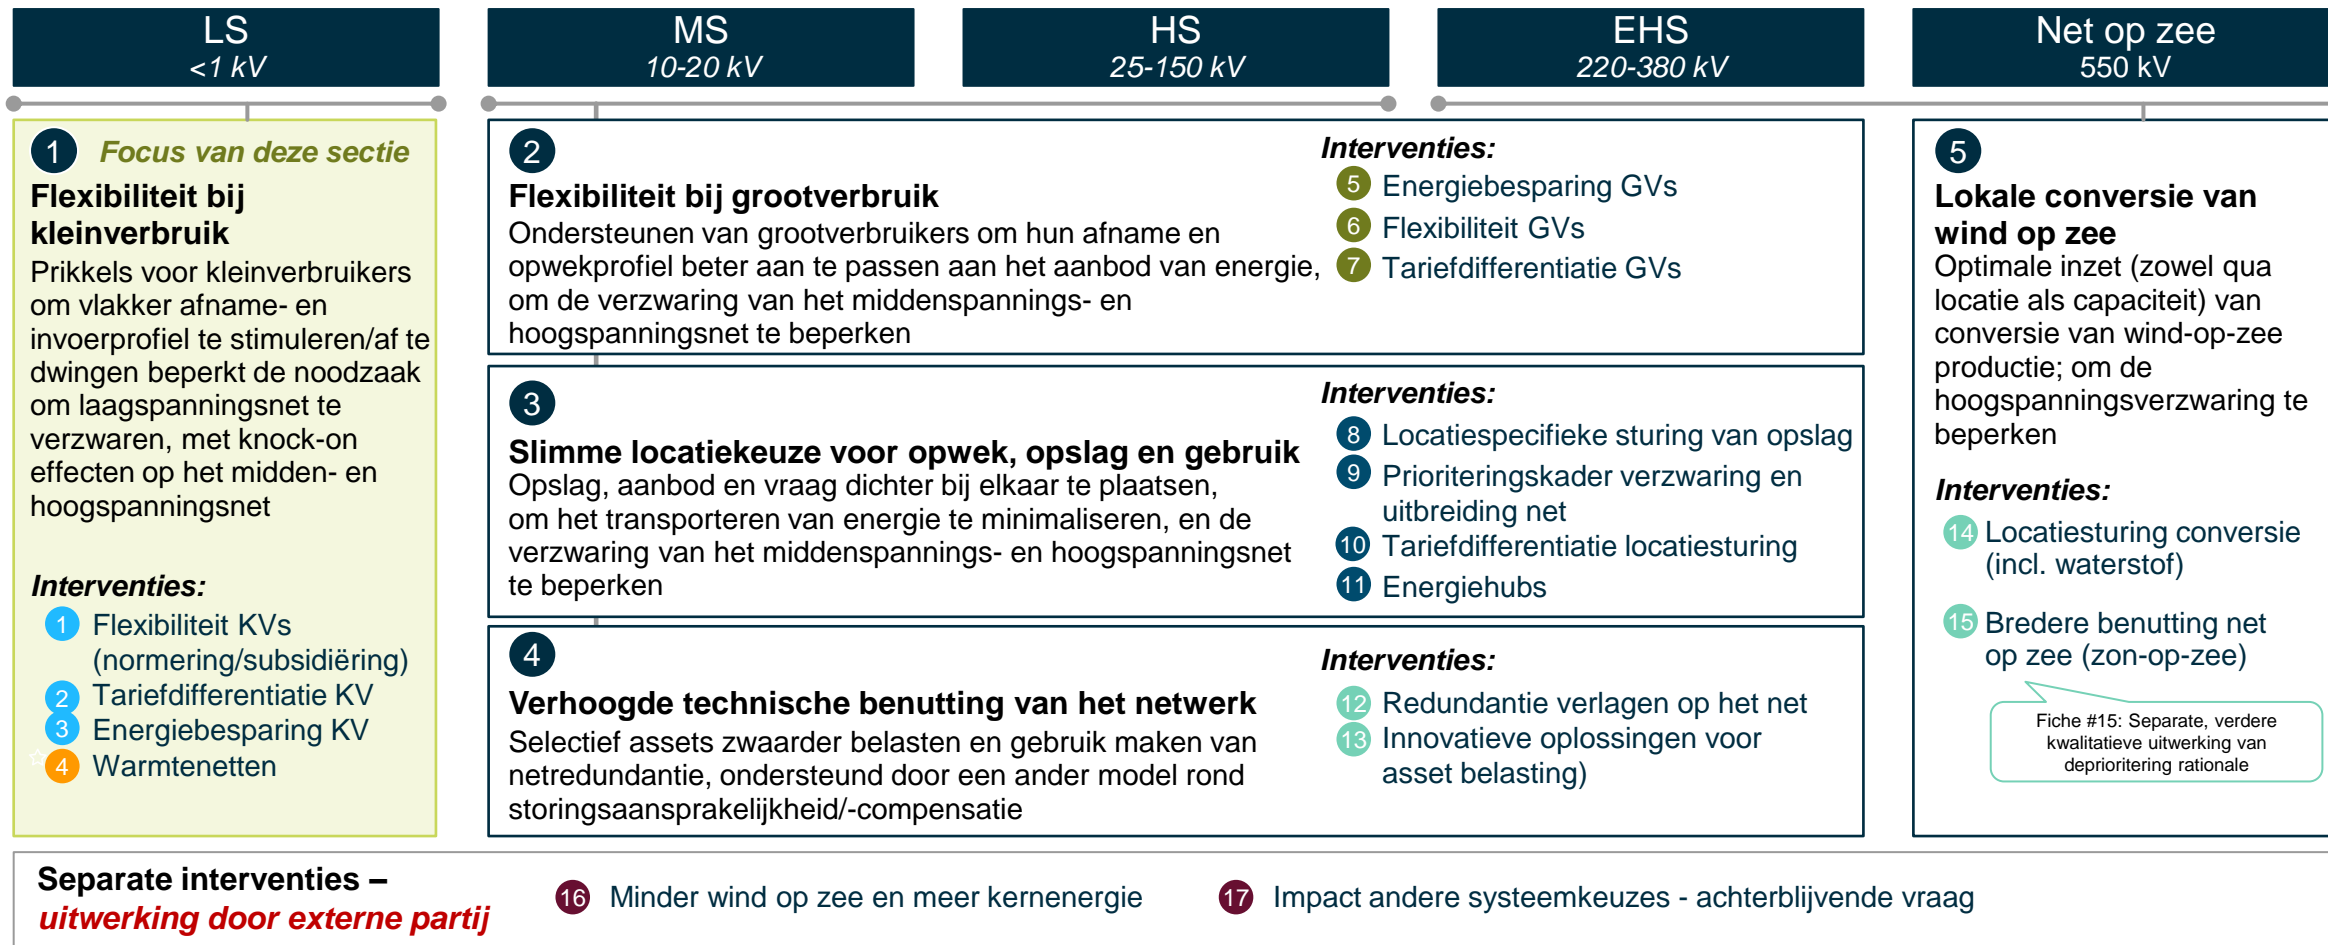 LS
<1 kV
MS
10-20 kV
HS
25-150 kV
EHS
220-380 kV
Net op zee
550 kV
1 Focus van deze sectie
Flexibiliteit bij
kleinverbruik
Prikkels voor kleinverbruikers
om vlakker afname- en
invoerprofiel te stimuleren/af te
dwingen beperkt de noodzaak
om laagspanningsnet te
verzwaren, met knock-on
effecten op het midden- en
hoogspanningsnet
Interventies:
1 Flexibiliteit KVs
(normering/subsidiëring)
2 Tariefdifferentiatie KV
3 Energiebesparing KV
4 Warmtenetten
2
Flexibiliteit bij grootverbruik
Ondersteunen van grootverbruikers om hun afname en
opwekprofiel beter aan te passen aan het aanbod van energie,
om de verzwaring van het middenspannings- en
hoogspanningsnet te beperken
Interventies:
5 Energiebesparing GVs
6 Flexibiliteit GVs
7 Tariefdifferentiatie GVs
3
Slimme locatiekeuze voor opwek, opslag en gebruik
Opslag, aanbod en vraag dichter bij elkaar te plaatsen,
om het transporteren van energie te minimaliseren, en de
verzwaring van het middenspannings- en hoogspanningsnet
te beperken
Interventies:
8 Locatiespecifieke sturing van opslag
9 Prioriteringskader verzwaring en
uitbreiding net
10 Tariefdifferentiatie locatiesturing
11 Energiehubs
4
Verhoogde technische benutting van het netwerk
Selectief assets zwaarder belasten en gebruik maken van
netredundantie, ondersteund door een ander model rond
storingsaansprakelijkheid/-compensatie
Interventies:
12 Redundantie verlagen op het net
13 Innovatieve oplossingen voor
asset belasting)
5
Lokale conversie van
wind op zee
Optimale inzet (zowel qua
locatie als capaciteit) van
conversie van wind-op-zee
productie; om de
hoogspanningsverzwaring te
beperken
Interventies:
14 Locatiesturing conversie
(incl. waterstof)
15 Bredere benutting net
op zee (zon-op-zee)
Fiche #15: Separate, verdere
kwalitatieve uitwerking van
deprioritering rationale
Separate interventies –
uitwerking door externe partij
16 Minder wind op zee en meer kernenergie
17 Impact andere systeemkeuzes - achterblijvende vraag